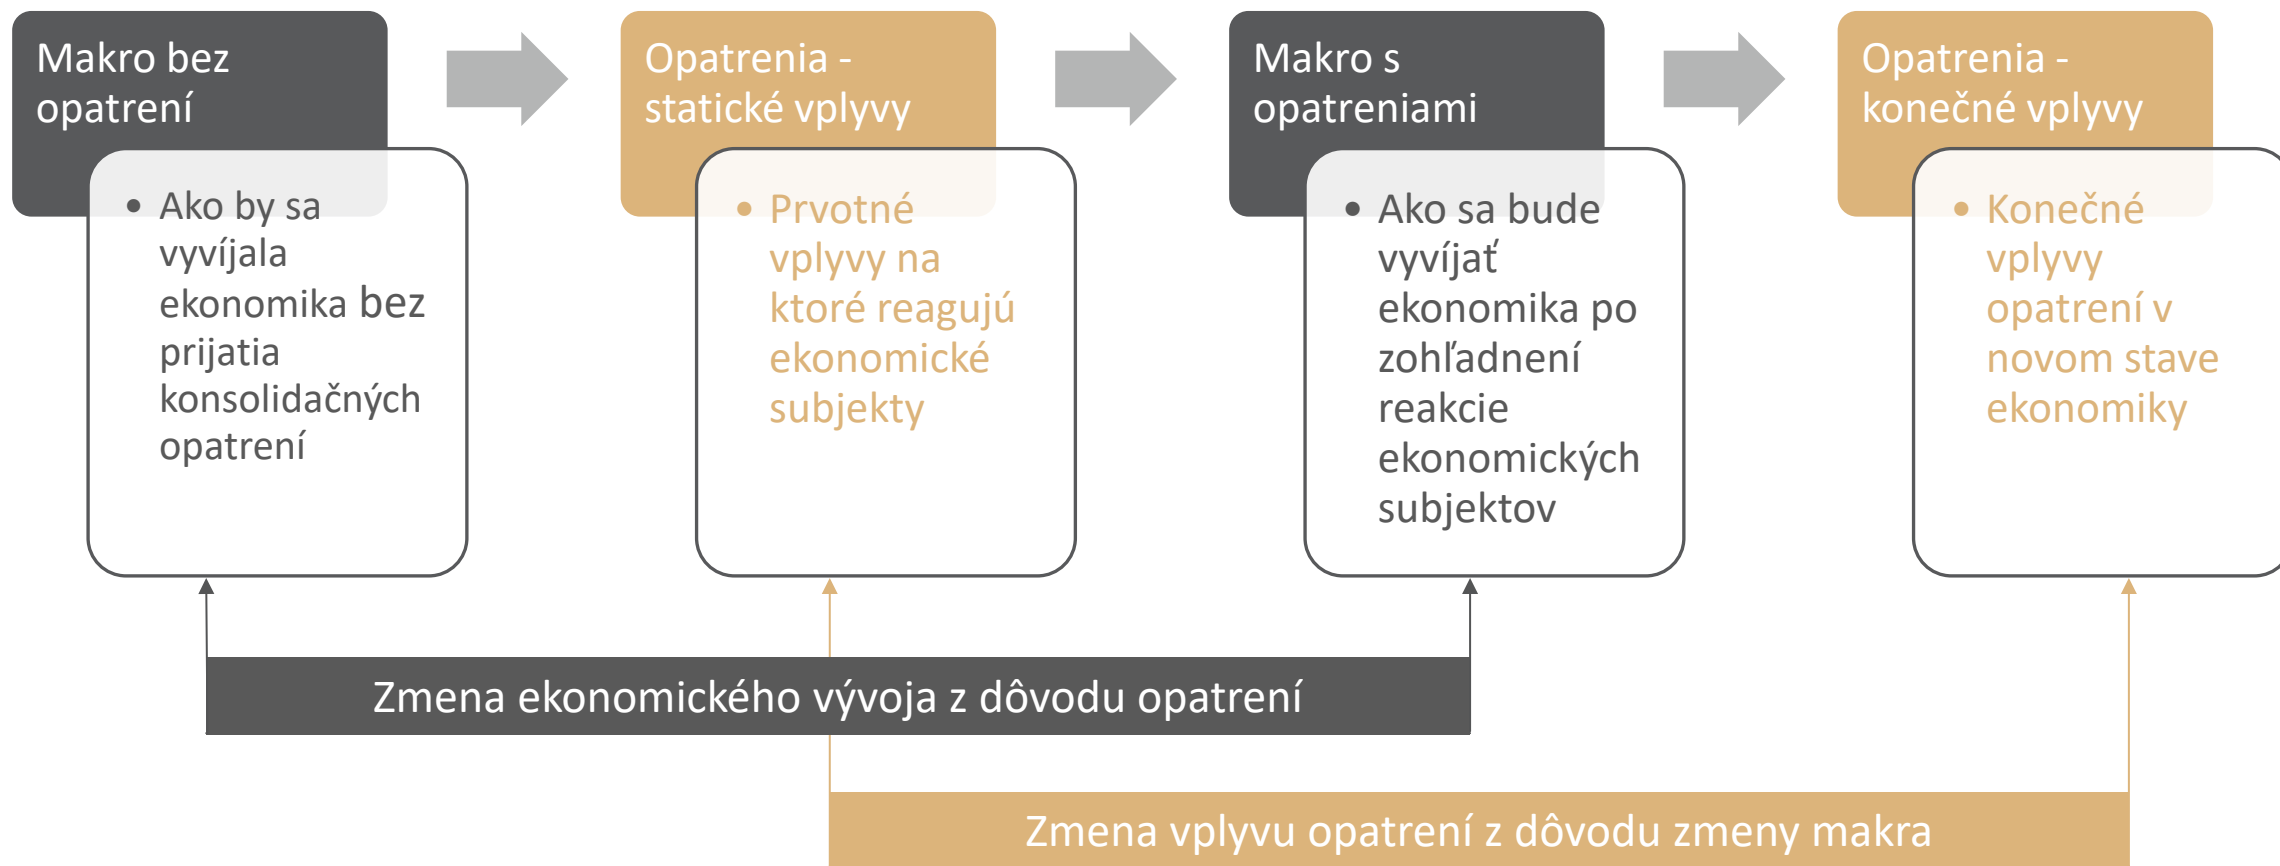 Makro bez
opatrení
• Ako by sa
vyvíjala
ekonomika bez
prijatia
konsolidačných
opatrení
Opatrenia -
statické vplyvy
• Prvotné
vplyvy na
ktoré reagujú
ekonomické
subjekty
Makro s
opatreniami
• Ako sa bude
vyvíjať
ekonomika po
zohľadnení
reakcie
ekonomických
subjektov
Opatrenia -
konečné vplyvy
• Konečné
vplyvy
opatrení v
novom stave
ekonomiky
Zmena ekonomického vývoja z dôvodu opatrení
Zmena vplyvu opatrení z dôvodu zmeny makra